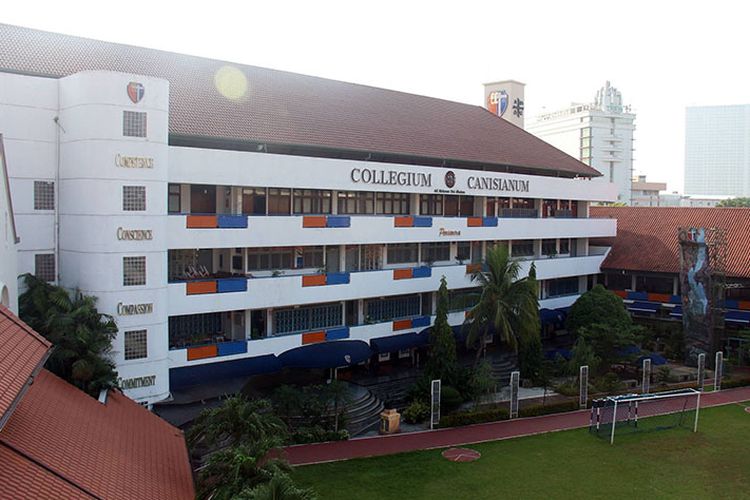 COMPETENCE
CONSCIENCE
COMPASSION
COMMITMENT
COLLEGIUM CANISIANUM